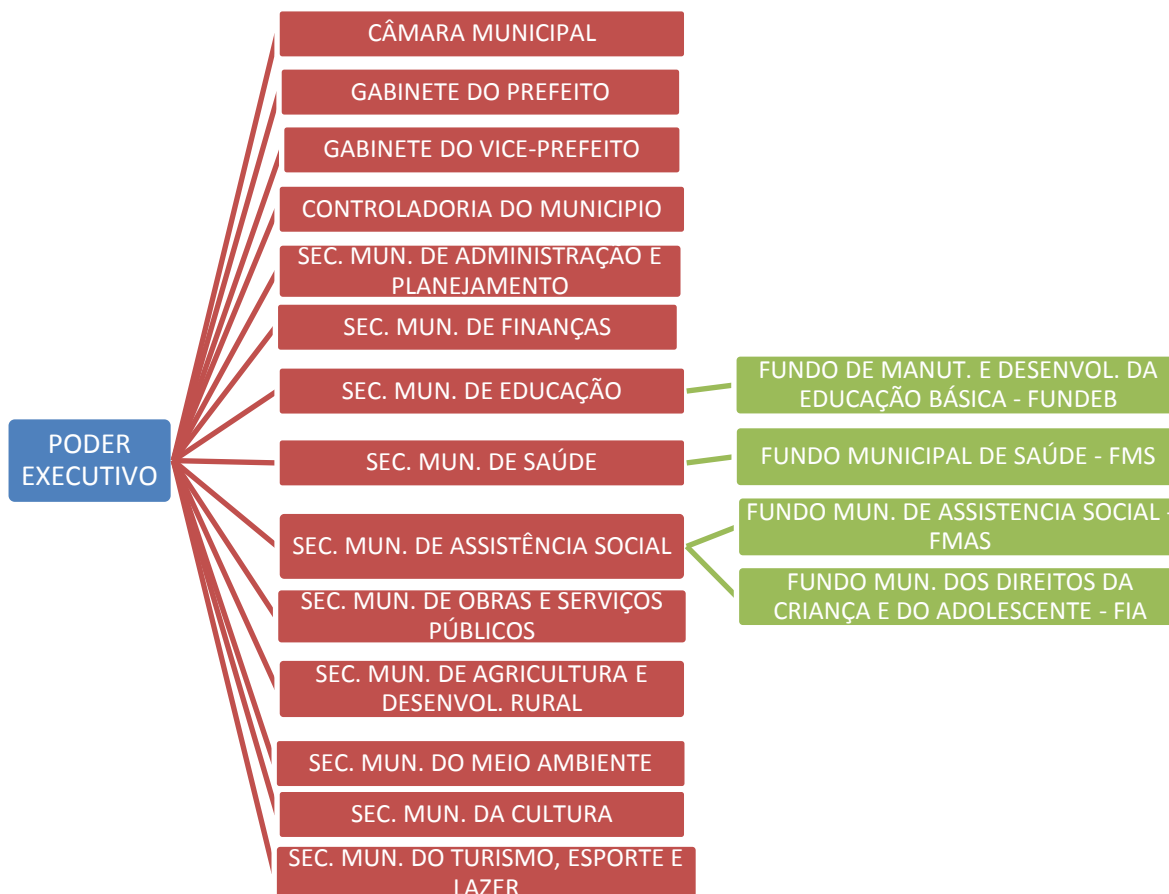 CÂMARA MUNICIPAL
GABINETE DO PREFEITO
GABINETE DO VICE-PREFEITO
CONTROLADORIA DO MUNICIPIO
SEC. MUN. DE ADMINISTRAÇÃO E
PLANEJAMENTO
SEC. MUN. DE FINANÇAS
SEC. MUN. DE EDUCAÇÃO
FUNDO DE MANUT. E DESENVOL. DA
EDUCAÇÃO BÁSICA - FUNDEB
PODER
EXECUTIVO
SEC. MUN. DE SAÚDE
FUNDO MUNICIPAL DE SAÚDE - FMS
SEC. MUN. DE ASSISTÊNCIA SOCIAL
FUNDO MUN. DE ASSISTENCIA SOCIAL -
FMAS
FUNDO MUN. DOS DIREITOS DA
CRIANÇA E DO ADOLESCENTE - FIA
SEC. MUN. DE OBRAS E SERVIÇOS
PÚBLICOS
SEC. MUN. DE AGRICULTURA E
DESENVOL. RURAL
SEC. MUN. DO MEIO AMBIENTE
SEC. MUN. DA CULTURA
SEC. MUN. DO TURISMO, ESPORTE E
LAZER